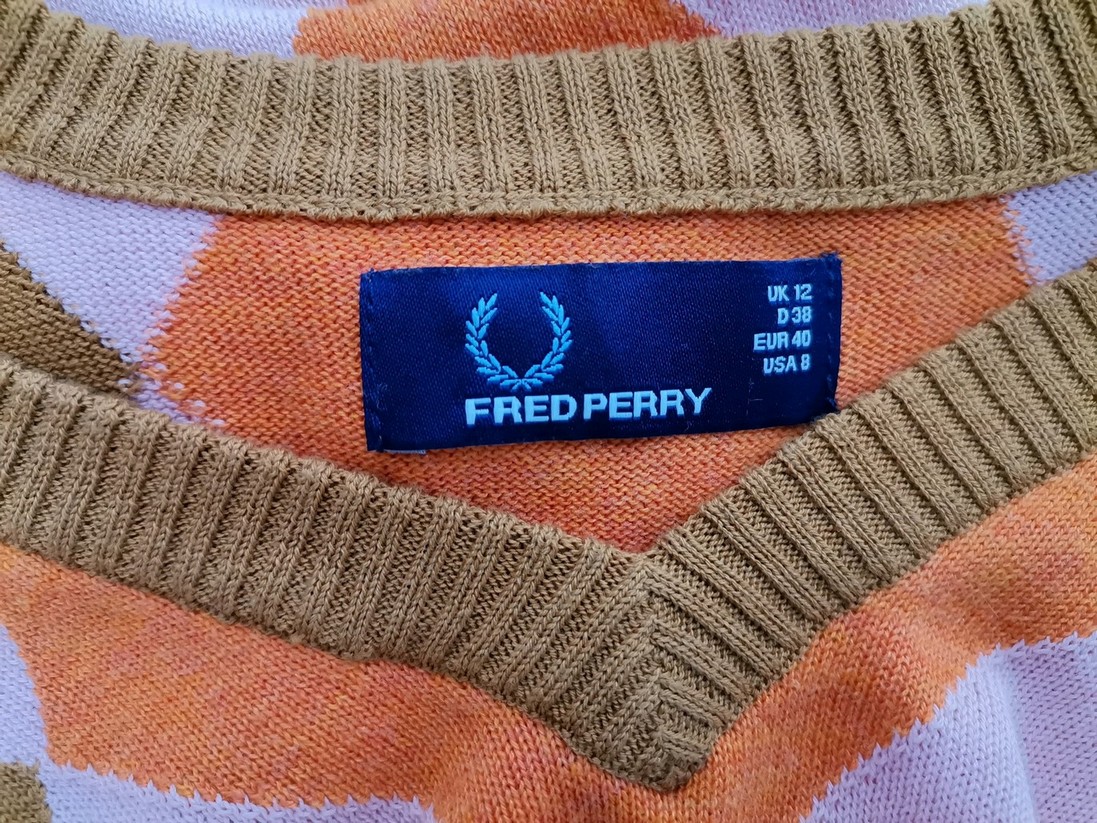 FRED PERRY
UK 12
D 38
EUR 40
USA 8